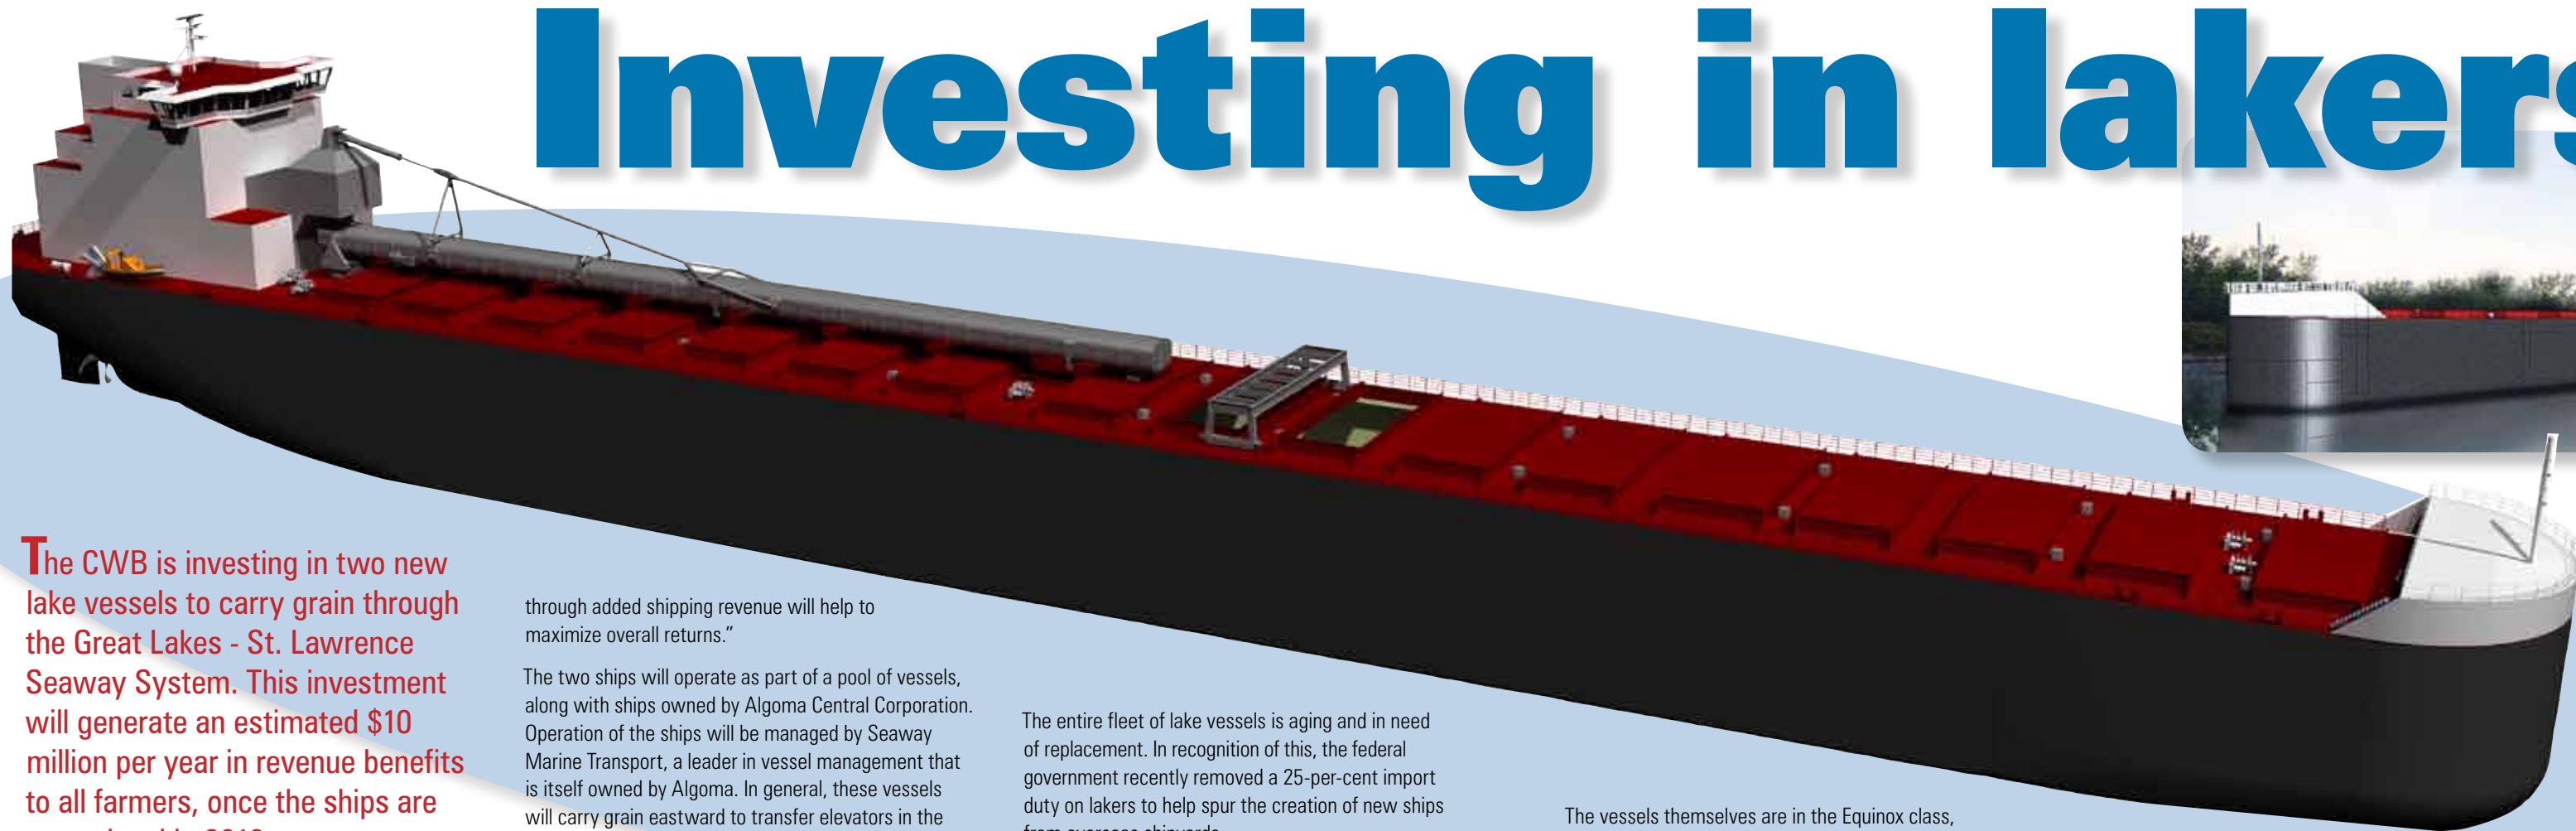 Investing in lakers
The CWB is investing in two new
lake vessels to carry grain through
the Great Lakes - St. Lawrence
Seaway System. This investment
will generate an estimated $10
million per year in revenue benefits
to all farmers, once the ships are
through added shipping revenue will help to
maximize overall returns.”
The two ships will operate as part of a pool of vessels,
along with ships owned by Algoma Central Corporation.
Operation of the ships will be managed by Seaway
Marine Transport, a leader in vessel management that
is itself owned by Algoma. In general, these vessels
will carry grain eastward to transfer elevators in the
The entire fleet of lake vessels is aging and in need
of replacement. In recognition of this, the federal
government recently removed a 25-per-cent import
duty on lakers to help spur the creation of new ships
from overseas shipyards
The vessels themselves are in the Equinox class,